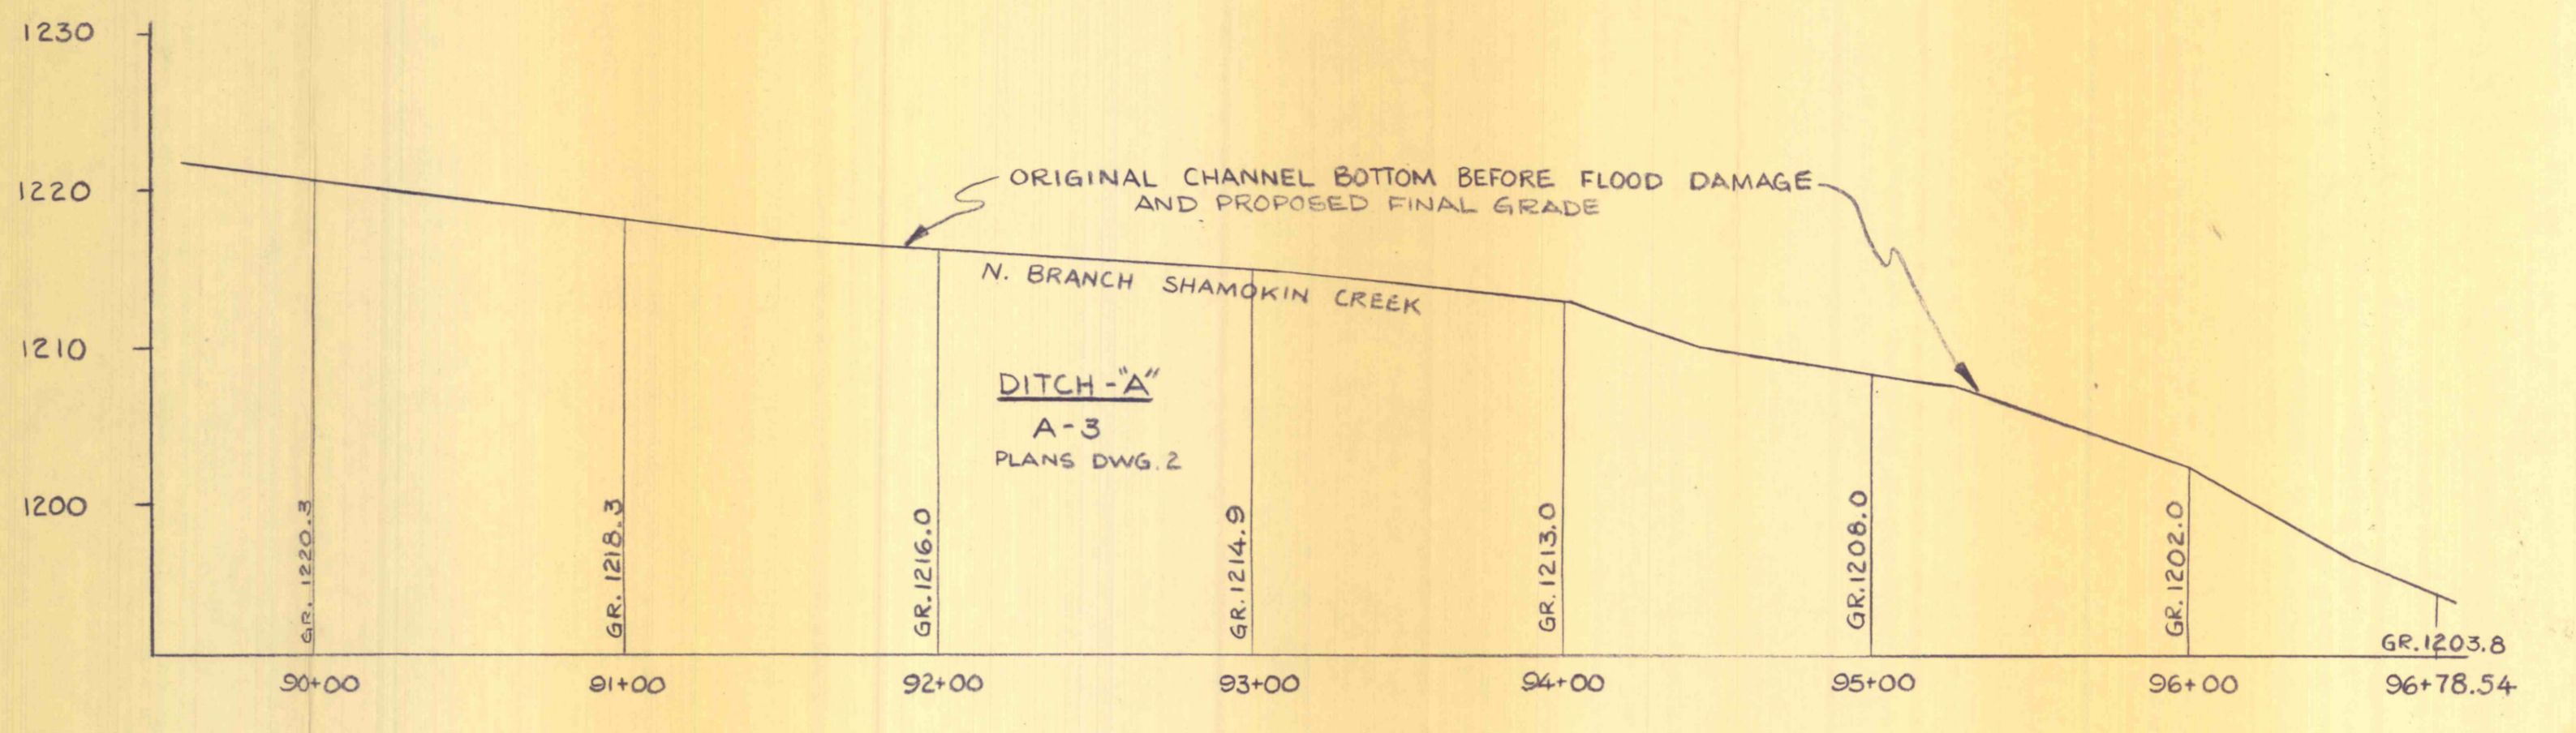 1230
1220
1210
1200
ORIGINAL CHANNEL BOTTOM BEFORE FLOOD DAMAGE
AND PROPOSED FINAL GRADE
N. BRANCH SHAMOKIN CREEK
DITCH-"A"
A-3
PLANS DWG. 2
GR. 1220.3
GR. 1218.3
GR. 1216.0
GR. 1214.9
GR. 1213.0
GR. 1208.0
GR. 1202.0
GR. 1203.8
90+00
91+00
92+00
93+00
94+00
95+00
96+00
96+78.54